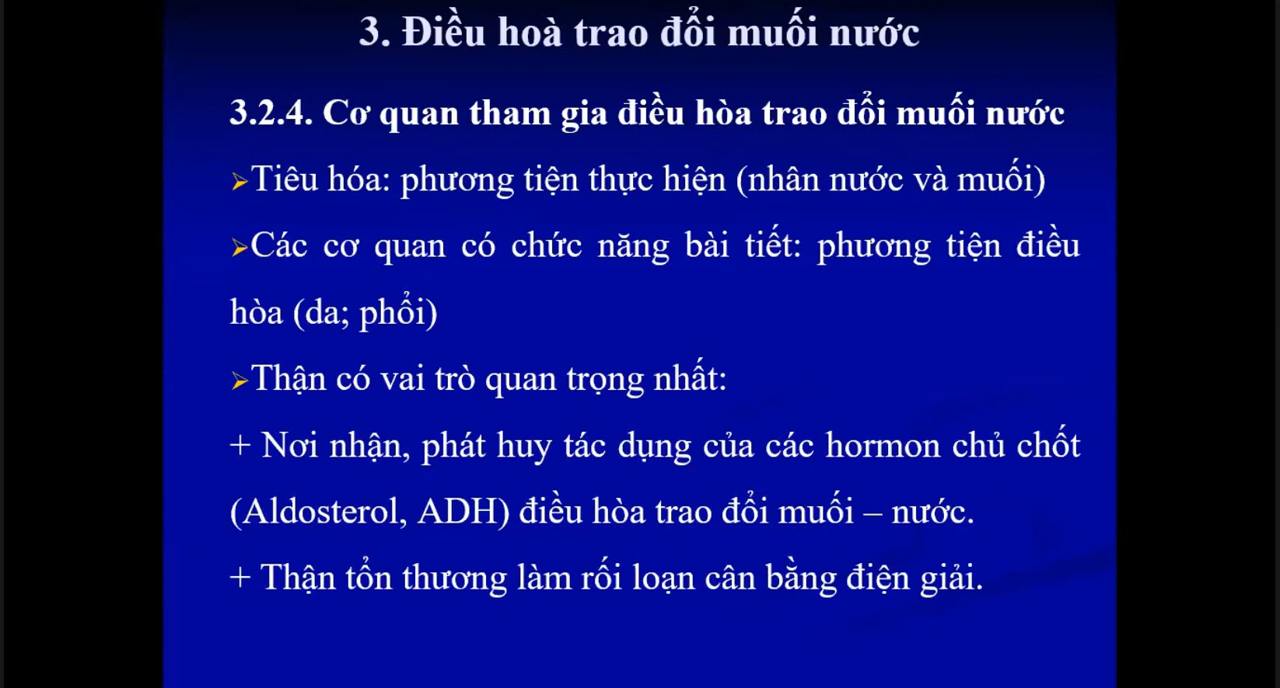 3. Điều hoà trao đổi muối nước
3.2.4. Cơ quan tham gia điều hòa trao đổi muối nước
➢Tiêu hóa: phương tiện thực hiện (nhân nước và muối)
➢Các cơ quan có chức năng bài tiết: phương tiện điều
hòa (da; phổi)
➢Thận có vai trò quan trọng nhất:
+ Nơi nhận, phát huy tác dụng của các hormon chủ chốt
(Aldosterol, ADH) điều hòa trao đổi muối – nước.
+ Thận tổn thương làm rối loạn cân bằng điện giải.